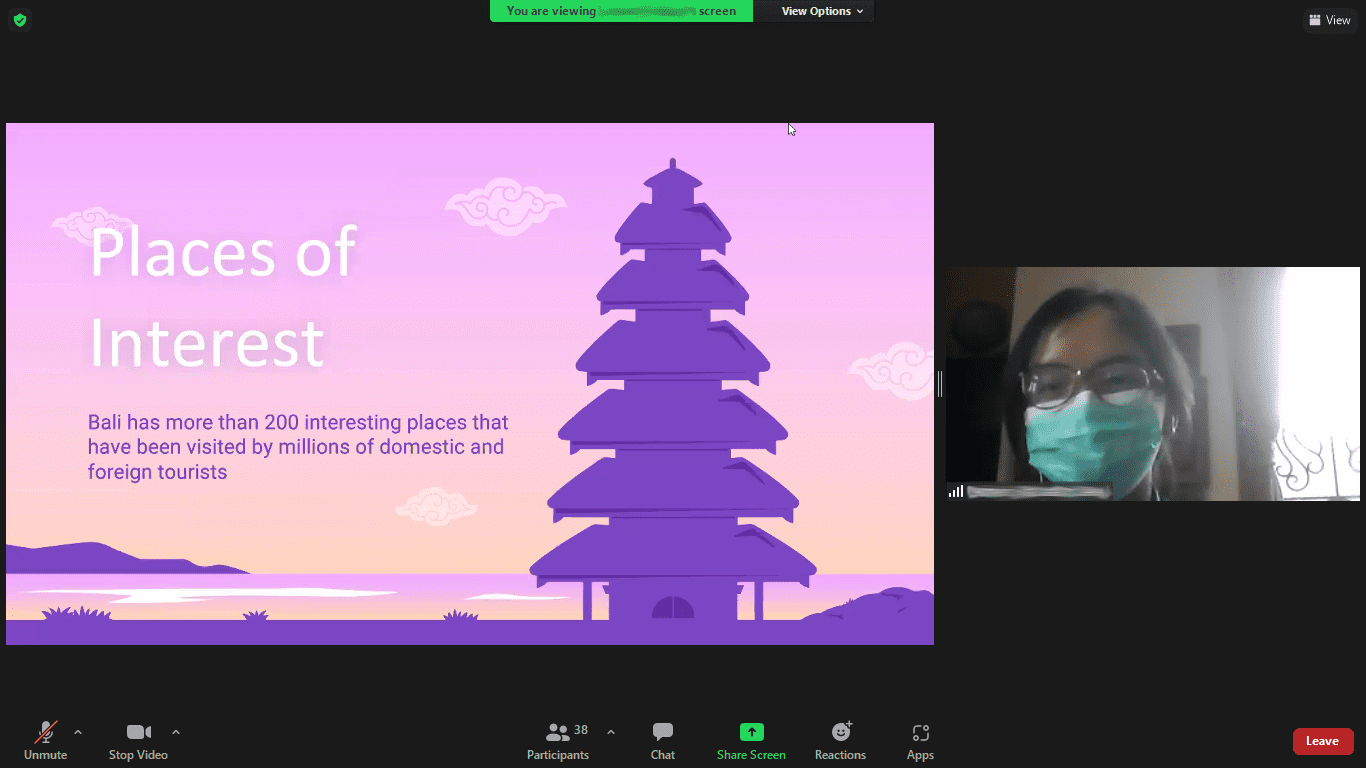 You are viewing screen
View Options
View
Places of
Interest
Bali has more than 200 interesting places that
have been visited by millions of domestic and
foreign tourists
Unmute
Stop Video
38
Participants
Chat
Share Screen
Reactions
Apps
Leave